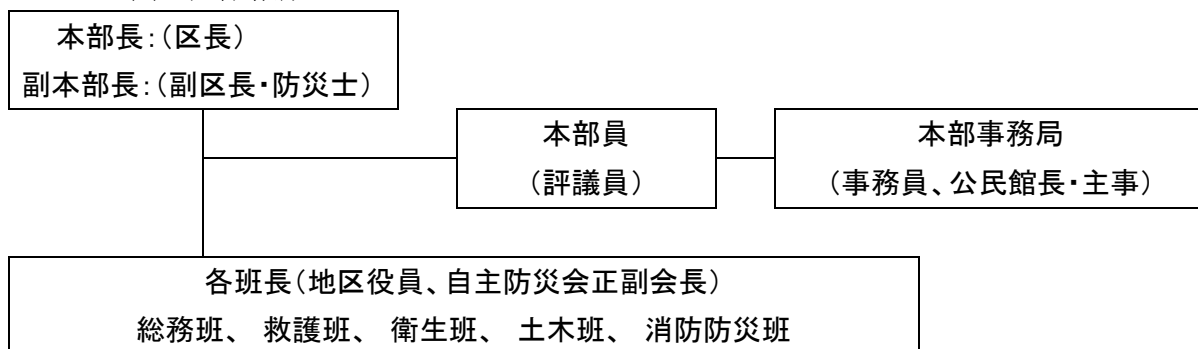 本部長:(区長)
副本部長:(副区長・防災士)
本部員
(評議員)
本部事務局
(事務員、公民館長・主事)
各班長(地区役員、自主防災会正副会長)
総務班、 救護班、 衛生班、 土木班、 消防防災班